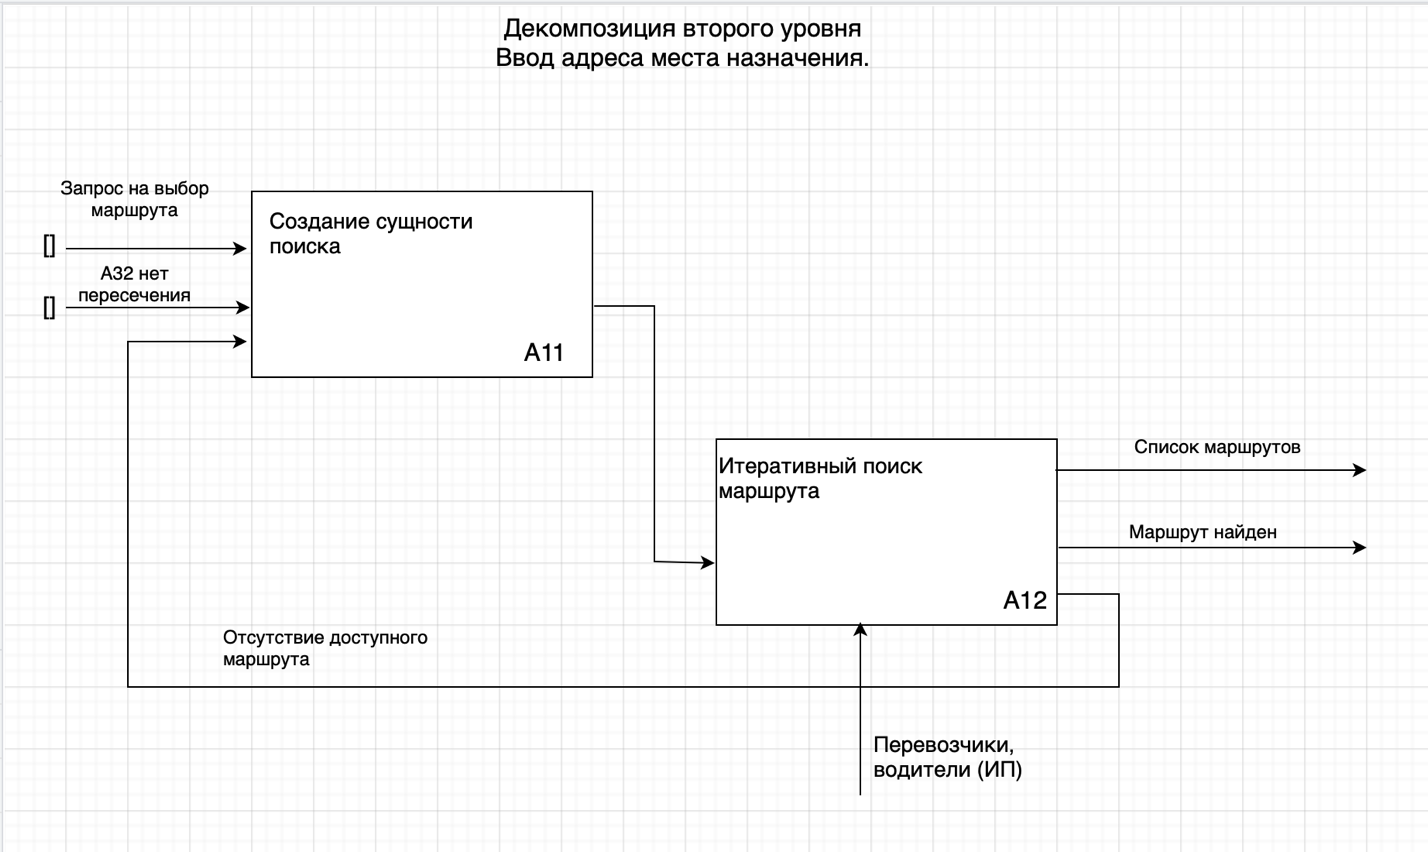 Декомпозиция второго уровня
Ввод адреса места назначения.
Запрос на выбор
маршрута
[]
А32 нет
пересечения
[]
Создание сущности
поиска
А11
Итеративный поиск
маршрута
А12
Список маршрутов
Маршрут найден
Отсутствие доступного
маршрута
Перевозчики,
водители (ИП)